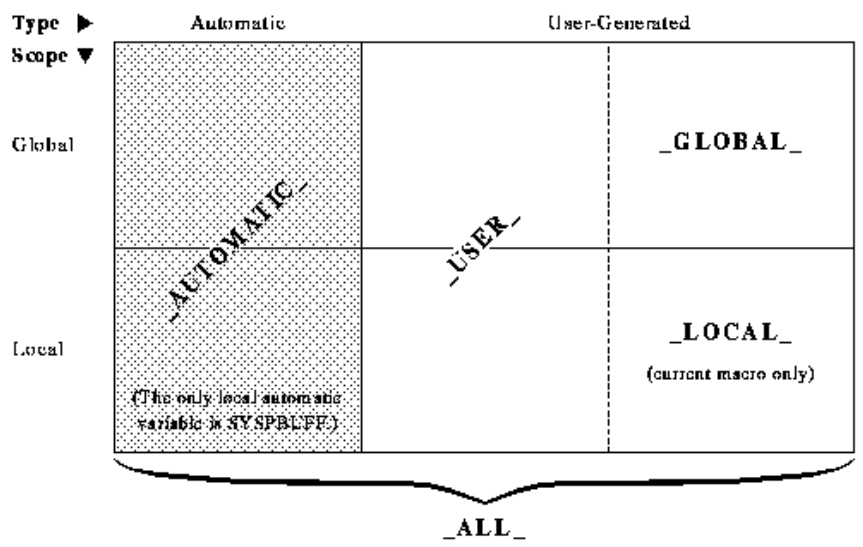 Type ▶ Automatic User-Generated
Scope ▼
Global
_GLOBAL_
_AUTOMATIC_
_USER_
Local
_LOCAL_
(current macro only)
(The only local automatic
variable is SYSPBUFF.)
_ALL_